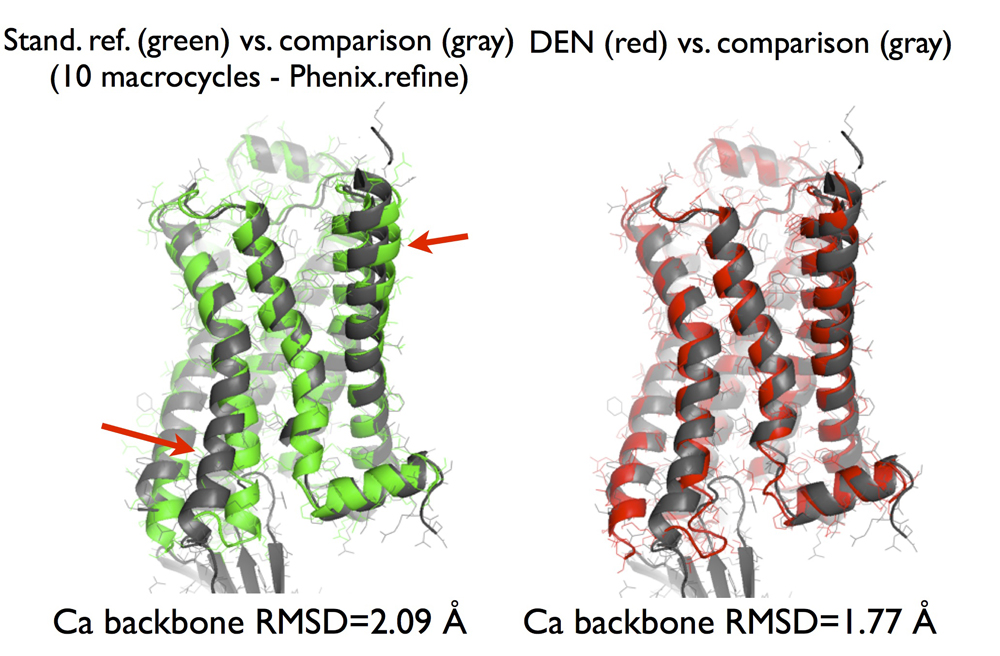 Stand. ref. (green) vs. comparison (gray)
(10 macrocycles - Phenix.refine)
DEN (red) vs. comparison (gray)
Ca backbone RMSD=2.09 Å
Ca backbone RMSD=1.77 Å